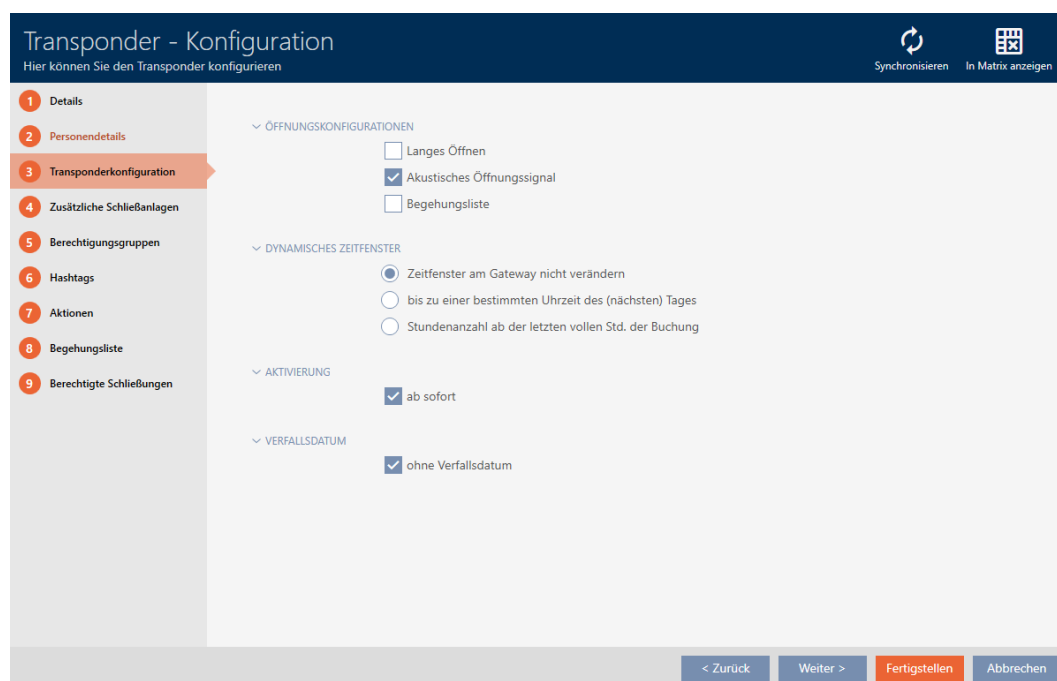 Transponder - Konfiguration
Hier können Sie den Transponder konfigurieren
Synchronisieren
In Matrix anzeigen
1 Details
2 Personendetails
3 Transponderkonfiguration
4 Zusätzliche Schließanlagen
5 Berechtigungsgruppen
6 Hashtags
7 Aktionen
8 Begehungsliste
9 Berechtigte Schließungen
ÖFFNUNGSKONFIGURATIONEN
Langes Öffnen
Akustisches Öffnungssignal
Begehungsliste
DYNAMISCHES ZEITFENSTER
Zeitfenster am Gateway nicht verändern
bis zu einer bestimmten Uhrzeit des (nächsten) Tages
Stundenanzahl ab der letzten vollen Std. der Buchung
AKTIVIERUNG
ab sofort
VERFALLSDATUM
ohne Verfallsdatum
< Zurück
Weiter >
Fertigstellen
Abbrechen